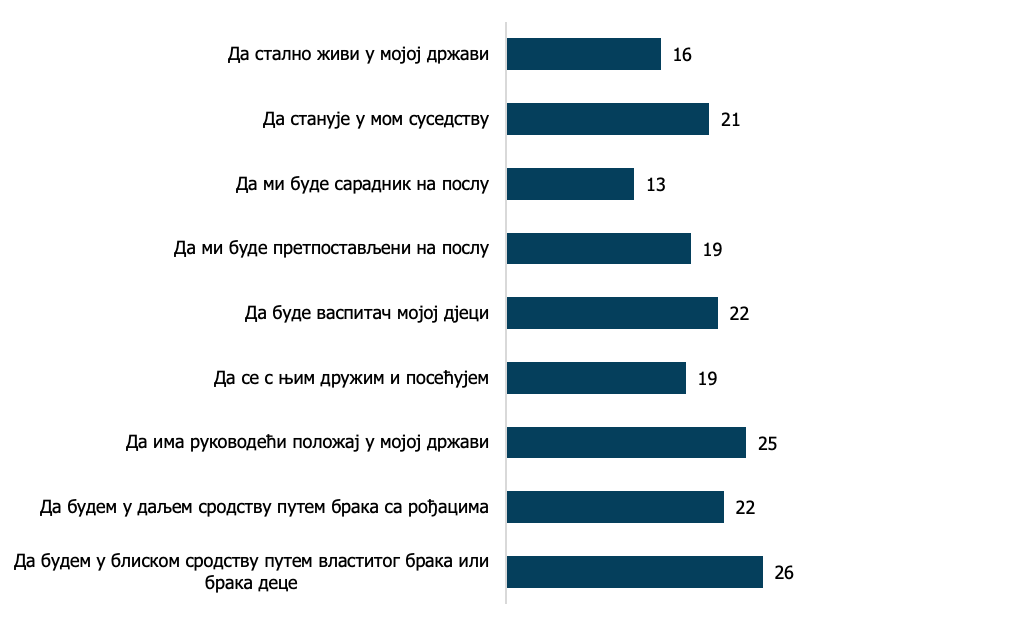 Да стално живи у мојој држави 16
Да станује у мом суседству 21
Да ми буде сарадник на послу 13
Да ми буде претпостављени на послу 19
Да буде васпитач мојој дјеци 22
Да се с њим дружим и посећујем 19
Да има руководећи положај у мојој држави 25
Да будем у даљем сродству путем брака са рођацима 22
Да будем у блиском сродству путем властитог брака или
брака деце 26